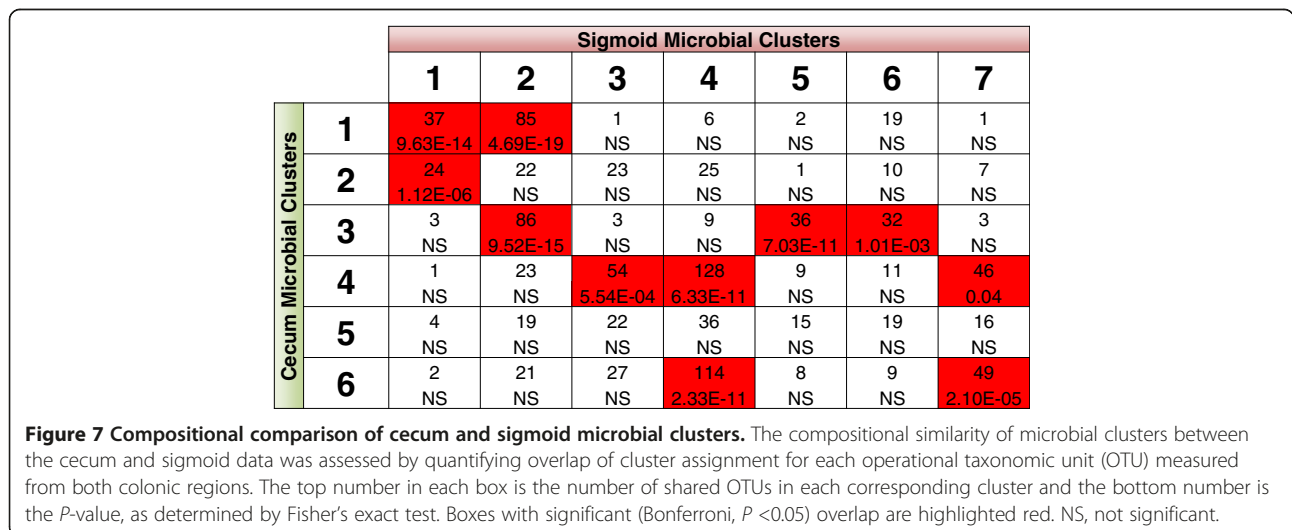 Sigmoid Microbial Clusters
1 2 3 4 5 6 7
Cecum Microbial Clusters
1 37 85 1 6 2 19 1
9.63E-14 4.69E-19 NS NS NS NS NS
2 24 22 23 25 1 10 7
1.12E-06 NS NS NS NS NS NS
3 3 86 3 9 36 32 3
NS 9.52E-15 NS NS 7.03E-11 1.01E-03 NS
4 1 23 54 128 9 11 46
NS NS 5.54E-04 6.33E-11 NS NS 0.04
5 4 19 22 36 15 19 16
NS NS NS NS NS NS NS
6 2 21 27 114 8 9 49
NS NS NS 2.33E-11 NS NS 2.10E-05
Figure 7 Compositional comparison of cecum and sigmoid microbial clusters. The compositional similarity of microbial clusters between
the cecum and sigmoid data was assessed by quantifying overlap of cluster assignment for each operational taxonomic unit (OTU) measured
from both colonic regions. The top number in each box is the number of shared OTUs in each corresponding cluster and the bottom number is
the P-value, as determined by Fisher's exact test. Boxes with significant (Bonferroni, P <0.05) overlap are highlighted red. NS, not significant.